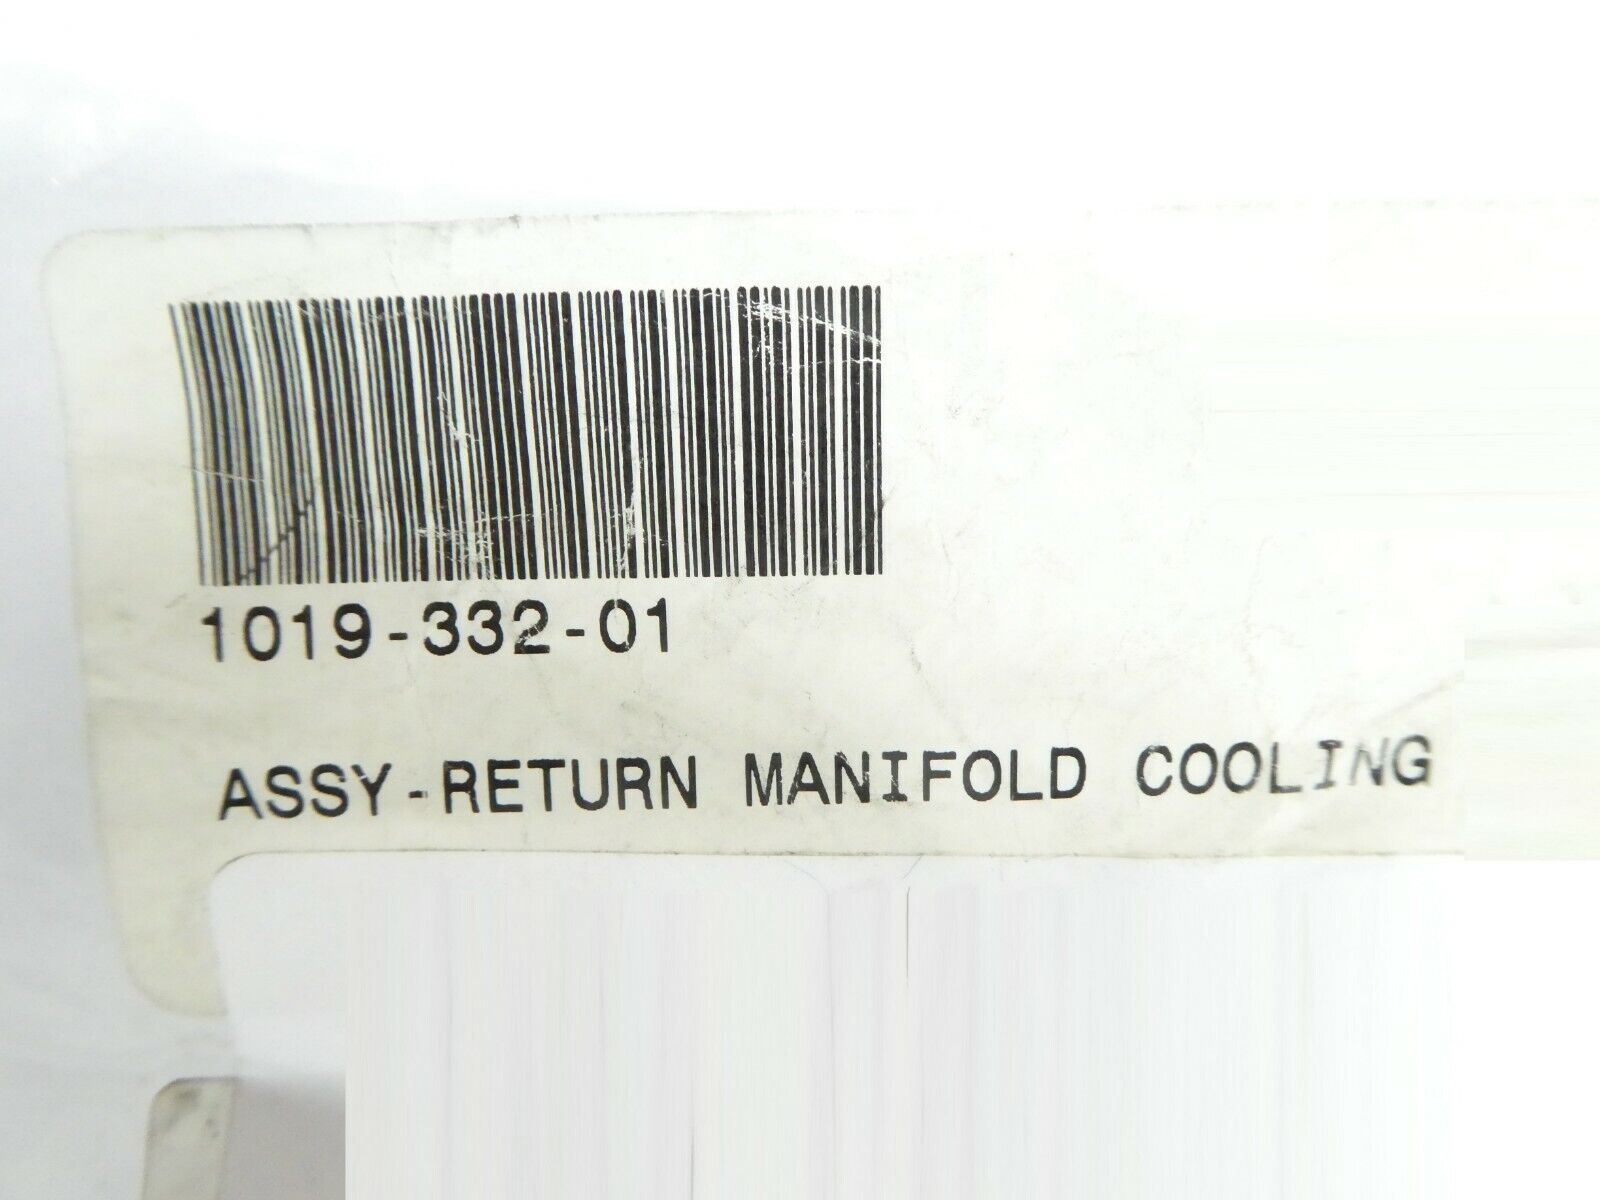 1019-332-01
ASSY-RETURN MANIFOLD COOLING